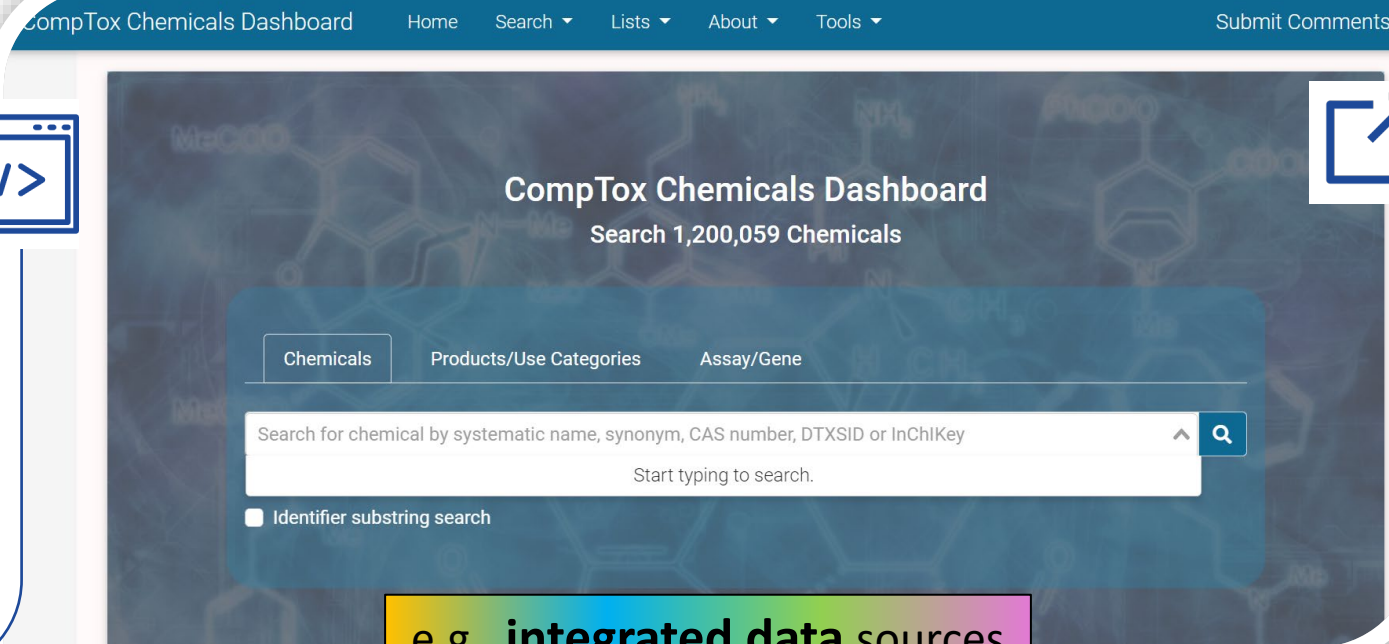 CompTox Chemicals Dashboard Home Search Lists About Tools Submit Comments
/>
CompTox Chemicals Dashboard
Search 1,200,059 Chemicals
Chemicals Products/Use Categories Assay/Gene
Search for chemical by systematic name, synonym, CAS number, DTXSID or InChIKey
Start typing to search.
Identifier substring search
e.g. integrated data sources